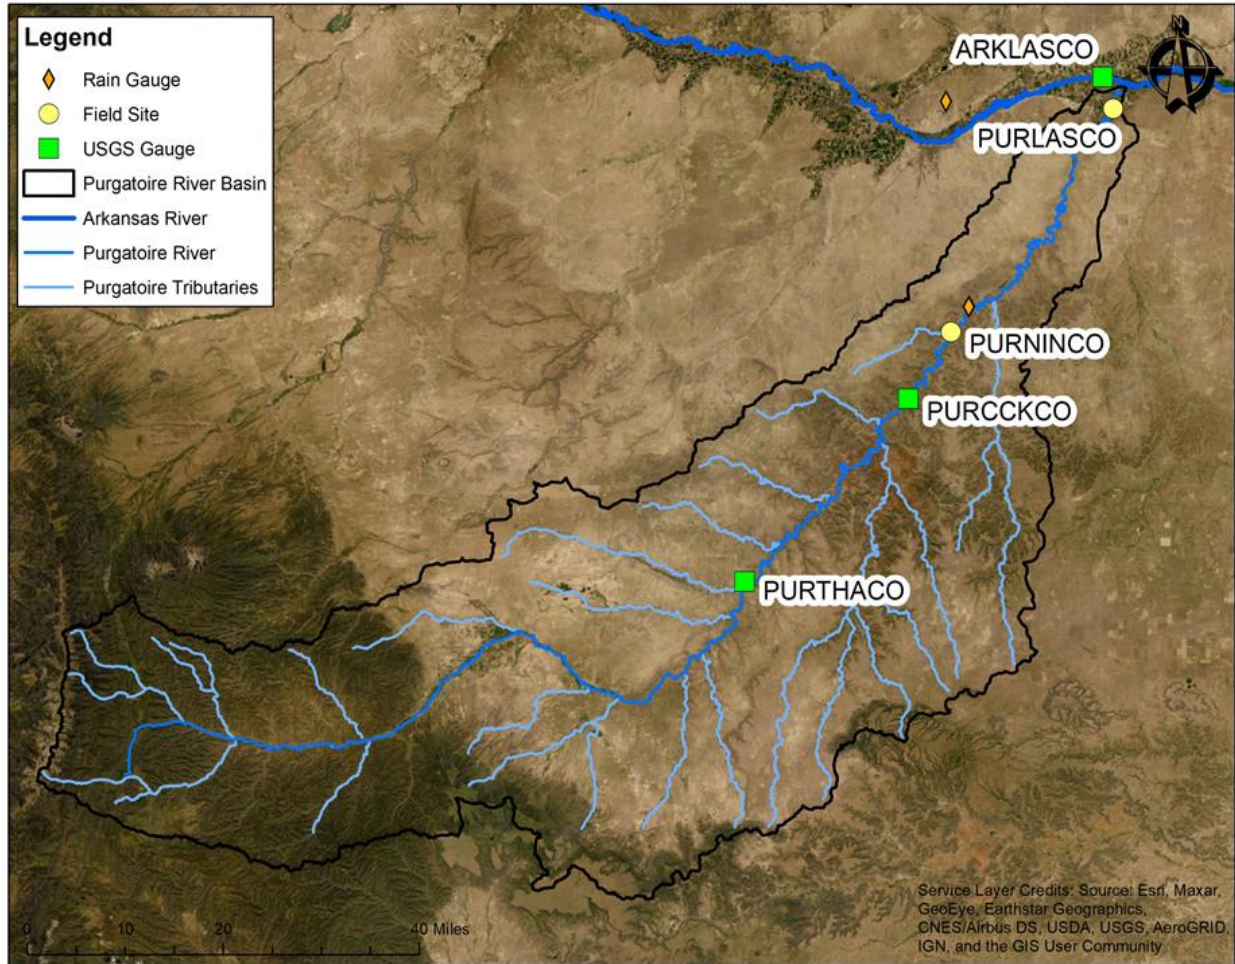 Legend
Rain Gauge
Field Site
USGS Gauge
Purgatoire River Basin
Arkansas River
Purgatoire River
Purgatoire Tributaries
N
ARKLASCO
PURLASCO
PURNINCO
PURCCKCO
PURTHACO
0 10 20 40 Miles
Service Layer Credits: Source: Esri, Maxar,
GeoEye, Earthstar Geographics,
CNES/Airbus DS, USDA, USGS, AeroGRID,
IGN, and the GIS User Community